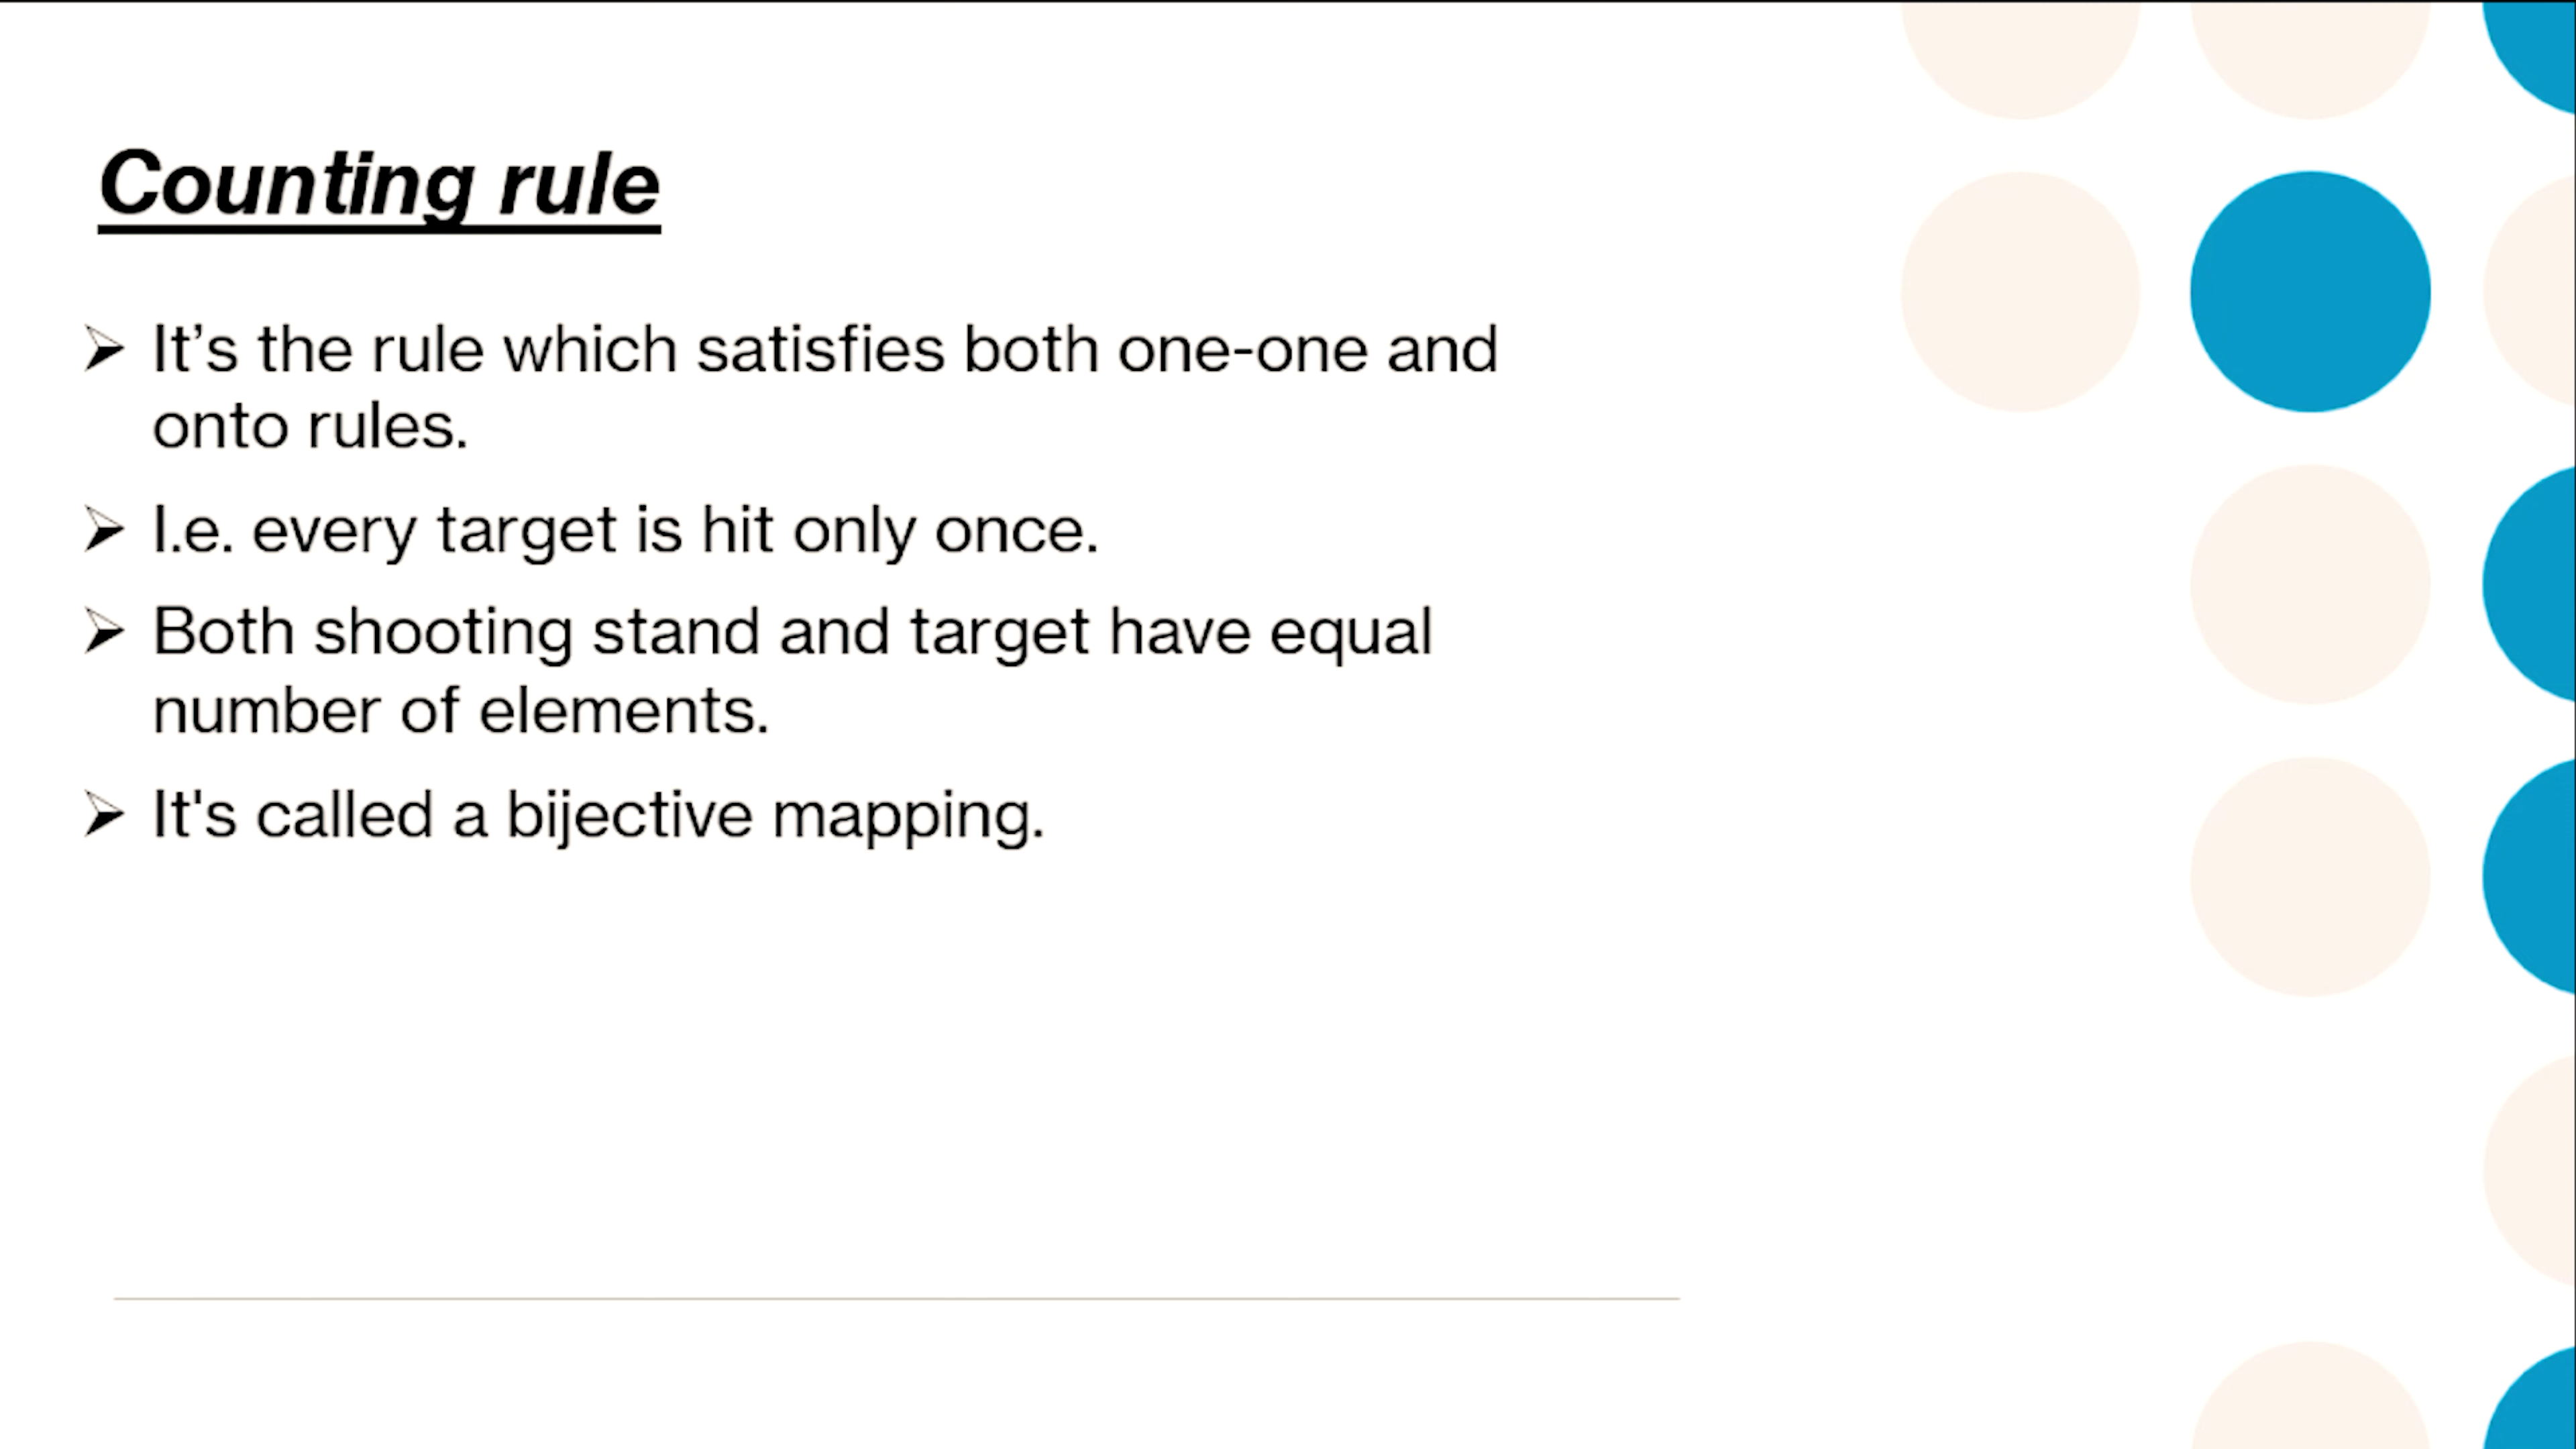 Counting rule
➢ It’s the rule which satisfies both one-one and
onto rules.
➢ I.e. every target is hit only once.
➢ Both shooting stand and target have equal
number of elements.
➢ It's called a bijective mapping.